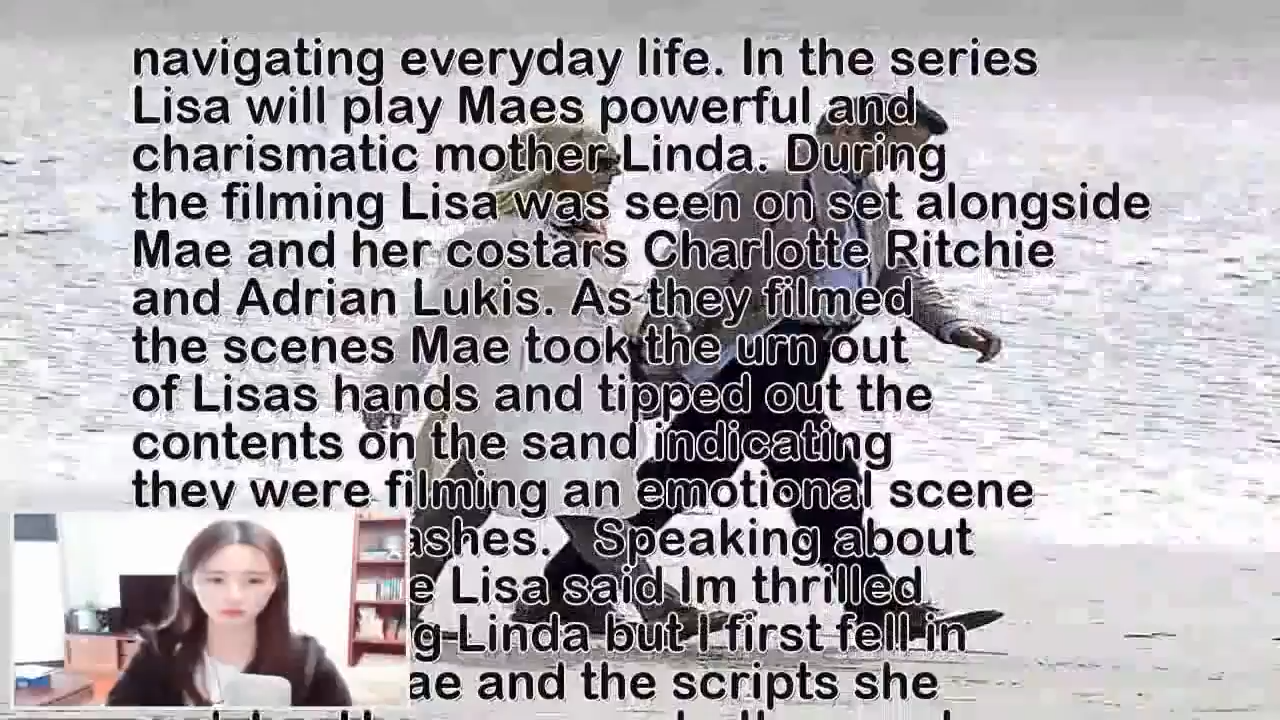 navigating everyday life. In the series
Lisa will play Maes powerful and
charismatic mother Linda. During
the filming Lisa was seen on set alongside
Mae and her costars Charlotte Ritchie
and Adrian Lukis. As they filmed
the scenes Mae took the urn out
of Lisas hands and tipped out the
contents on the sand indicating
they were filming an emotional scene
ashes. Speaking about
Lisa said Im thrilled
Linda but I first fell in
and the scripts she